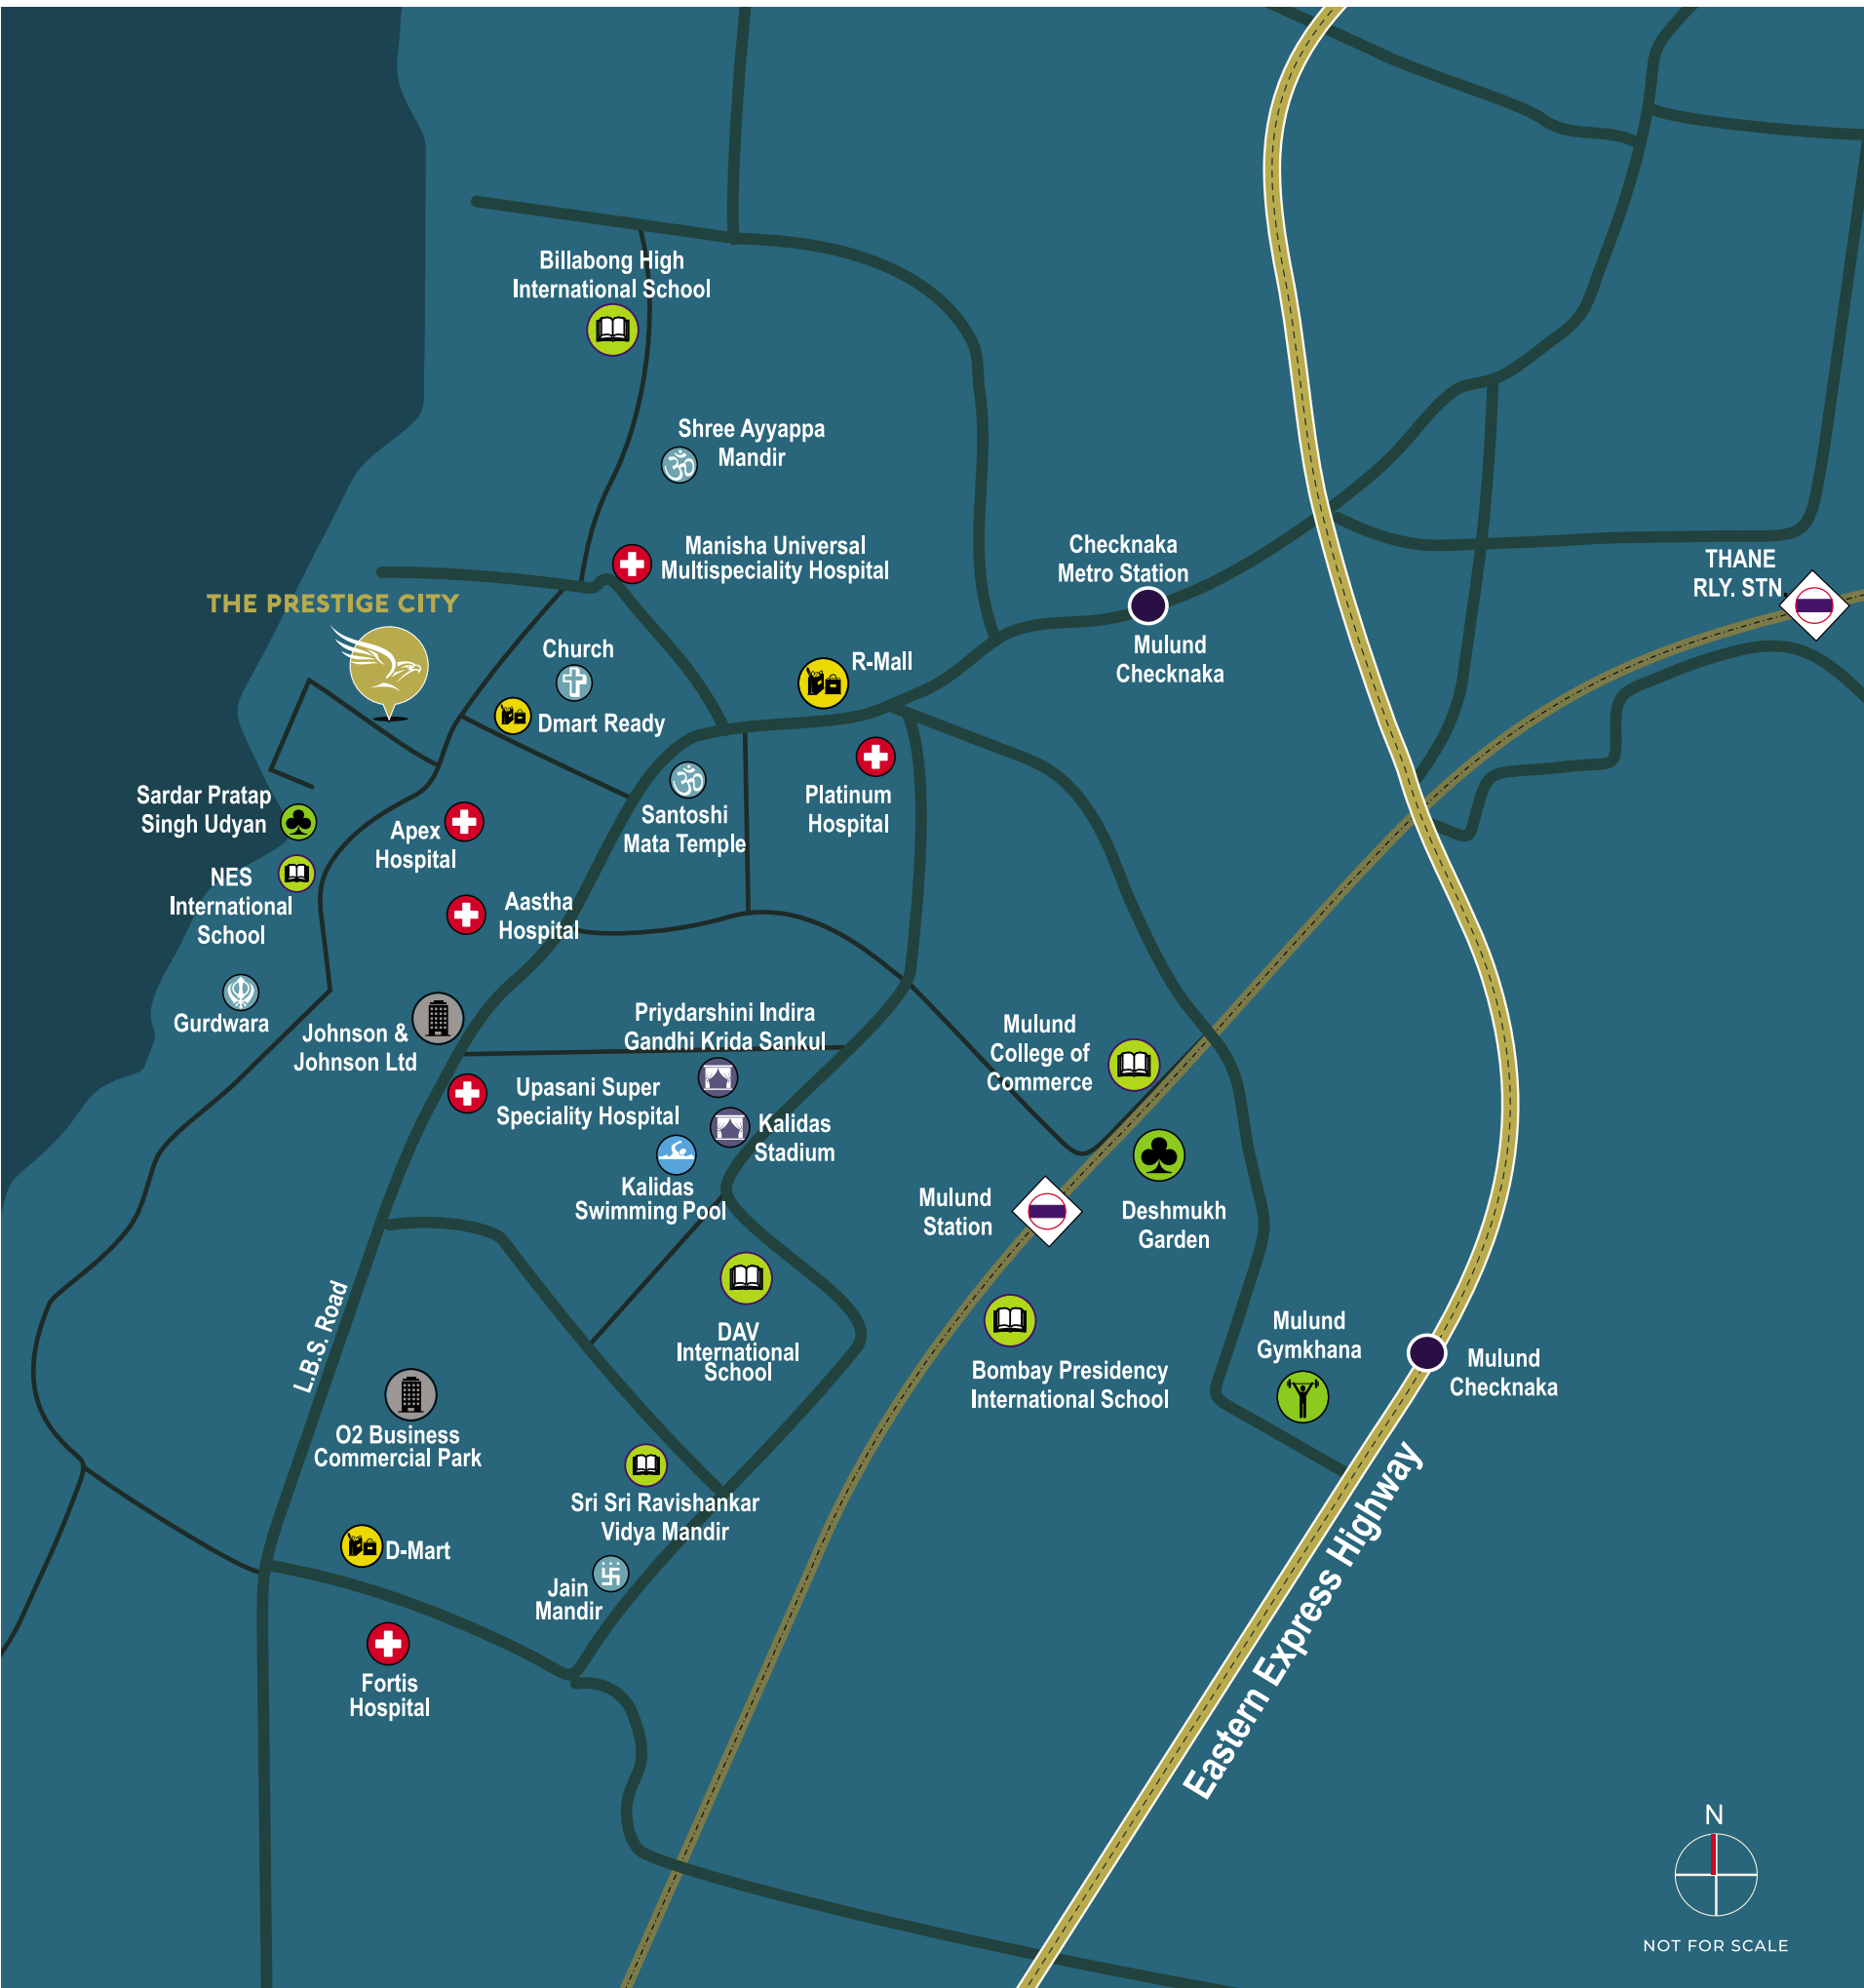 Billabong High
International School
Shree Ayyappa
Mandir
Manisha Universal
Multispeciality Hospital
Checknaka
Metro Station
Mulund
Checknaka
THANE
RLY. STN.
THE PRESTIGE CITY
Church
Dmart Ready
R-Mall
Santoshi
Mata Temple
Platinum
Hospital
Sardar Pratap
Singh Udyan
Apex
Hospital
NES
International
School
Aastha
Hospital
Gurdwara
Johnson &
Johnson Ltd
Priydarshini Indira
Gandhi Krida Sankul
Mulund
College of
Commerce
Upasani Super
Speciality Hospital
Kalidas
Stadium
Kalidas
Swimming Pool
Mulund
Station
Deshmukh
Garden
L.B.S. Road
DAV
International
School
Bombay Presidency
International School
Mulund
Gymkhana
Mulund
Checknaka
O2 Business
Commercial Park
Sri Sri Ravishankar
Vidya Mandir
D-Mart
Jain
Mandir
Fortis
Hospital
Eastern Express Highway
N
NOT FOR SCALE